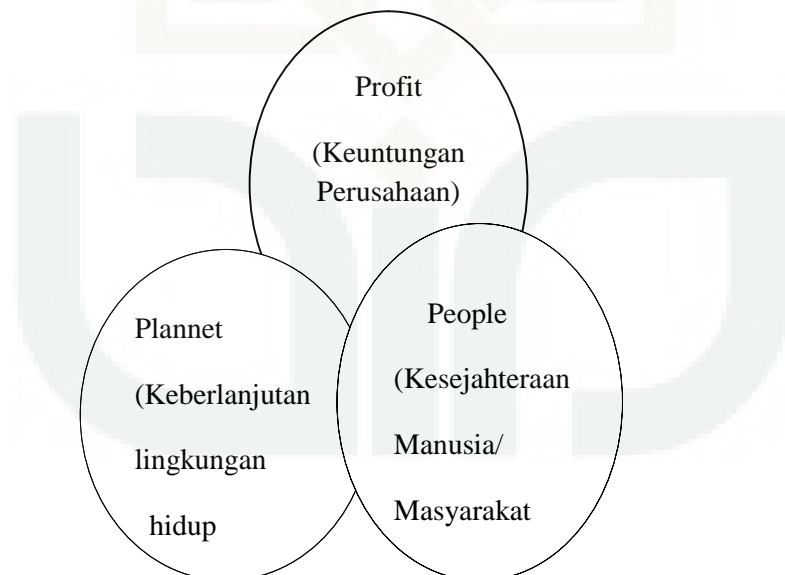 Profit
(Keuntungan
Perusahaan)
Plannet
(Keberlanjutan
lingkungan
hidup
People
(Kesejahteraan
Manusia/
Masyarakat